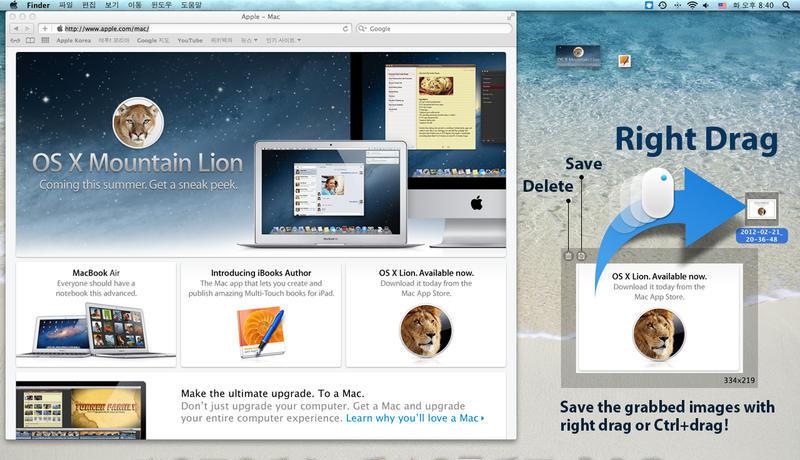 Finder 파일 편집 보기 이동 윈도우 도움말
화 오후 8:40
Apple – Mac
http://www.apple.com/mac/
Google
Apple Korea 야후! 코리아 Google 지도 YouTube 위키백과 뉴스 인기 사이트
OS X Mountain Lion
Coming this summer. Get a sneak peek.
MacBook Air
Everyone should have a
notebook this advanced.
Introducing iBooks Author
The Mac app that lets you create and
publish amazing Multi-Touch books for iPad.
OS X Lion. Available now.
Download it today from the
Mac App Store.
Make the ultimate upgrade. To a Mac.
Don't just upgrade your computer. Get a Mac and upgrade
your entire computer experience. Learn why you'll love a Mac
OS X Mountain Lion
Right Drag
Save
Delete
2012-02-21_
20-36-48
OS X Lion. Available now.
Download it today from the
Mac App Store.
334x219
Save the grabbed images with
right drag or Ctrl+drag!